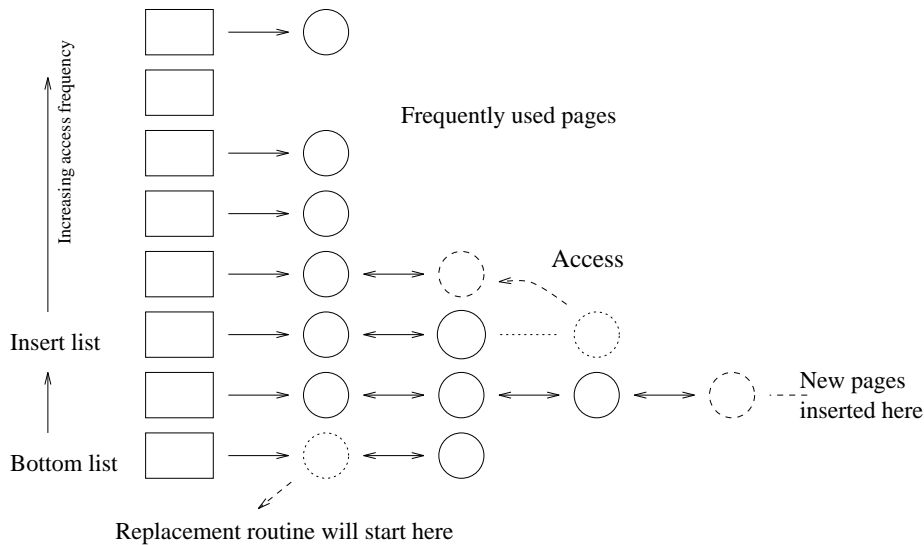 Increasing access frequency
Frequently used pages
Access
Insert list
New pages
inserted here
Bottom list
Replacement routine will start here